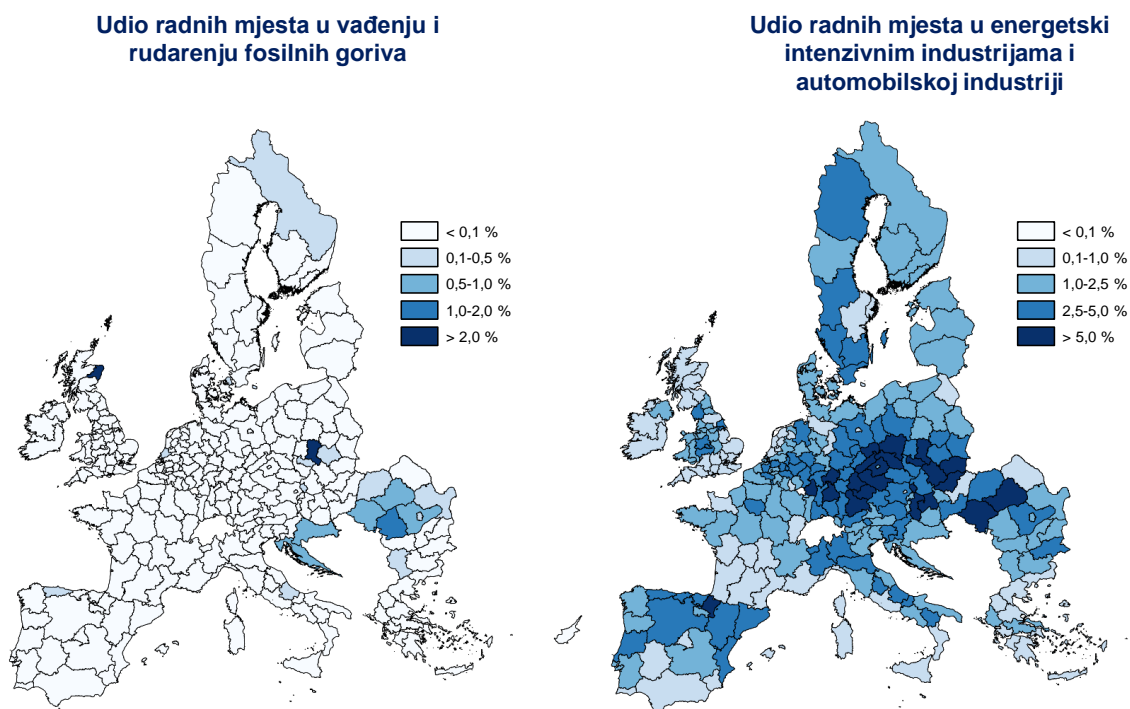 Udio radnih mjesta u vađenju i
rudarenju fosilnih goriva
< 0,1 %
0,1-0,5 %
0,5-1,0 %
1,0-2,0 %
> 2,0 %
Udio radnih mjesta u energetski
intenzivnim industrijama i
automobilskoj industriji
< 0,1 %
0,1-1,0 %
1,0-2,5 %
2,5-5,0 %
> 5,0 %